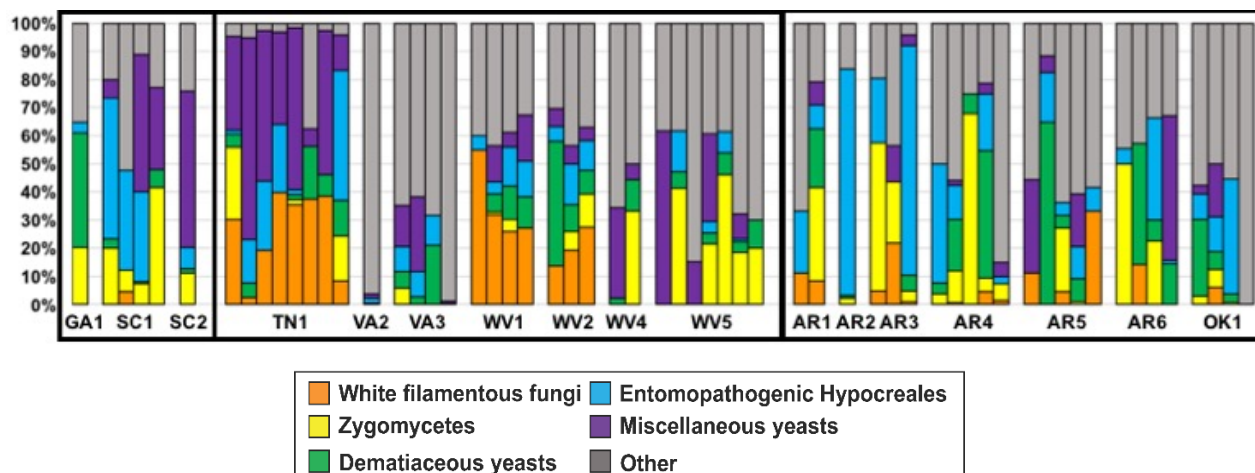 100%
90%
80%
70%
60%
50%
40%
30%
20%
10%
0%
GA1 SC1 SC2 TN1 VA2 VA3 WV1 WV2 WV4 WV5 AR1 AR2 AR3 AR4 AR5 AR6 OK1
White filamentous fungi Entomopathogenic Hypocreales
Zygomycetes Miscellaneous yeasts
Dematiaceous yeasts Other